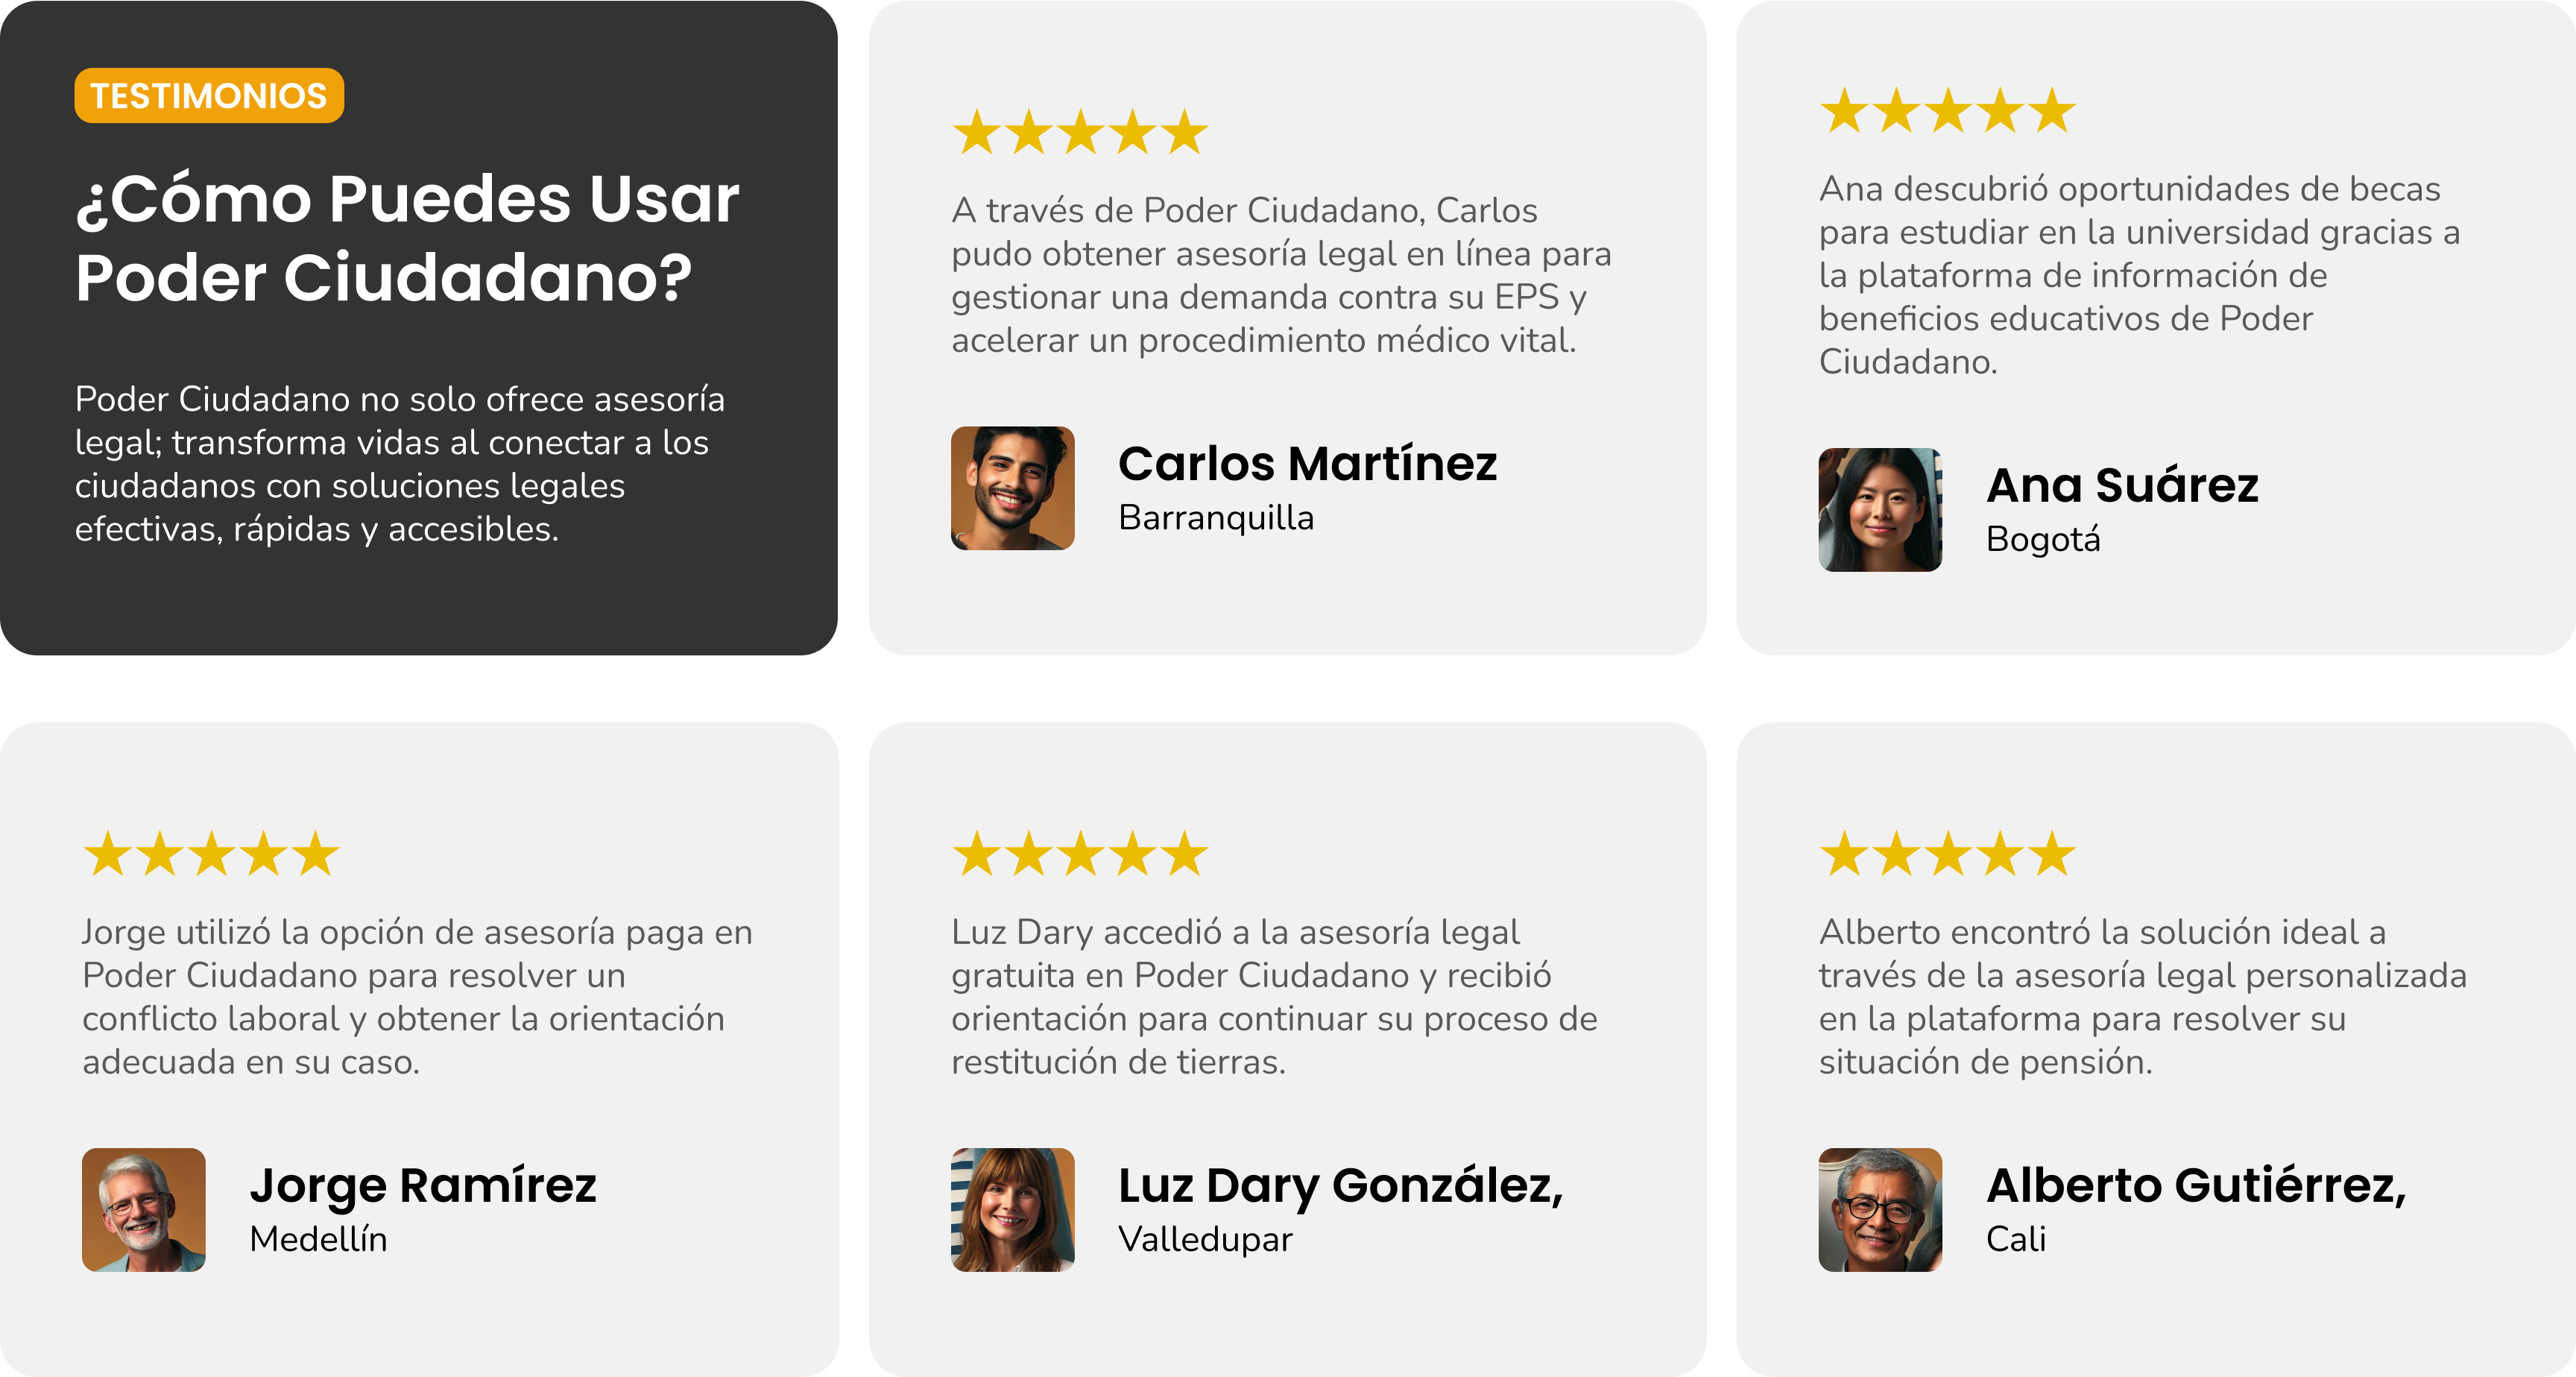 TESTIMONIOS
¿Cómo Puedes Usar
Poder Ciudadano?
Poder Ciudadano no solo ofrece asesoría
legal; transforma vidas al conectar a los
ciudadanos con soluciones legales
efectivas, rápidas y accesibles.
A través de Poder Ciudadano, Carlos
pudo obtener asesoría legal en línea para
gestionar una demanda contra su EPS y
acelerar un procedimiento médico vital.
Carlos Martínez
Barranquilla
Ana descubrió oportunidades de becas
para estudiar en la universidad gracias a
la plataforma de información de
beneficios educativos de Poder
Ciudadano.
Ana Suárez
Bogotá
Jorge utilizó la opción de asesoría paga en
Poder Ciudadano para resolver un
conflicto laboral y obtener la orientación
adecuada en su caso.
Jorge Ramírez
Medellín
Luz Dary accedió a la asesoría legal
gratuita en Poder Ciudadano y recibió
orientación para continuar su proceso de
restitución de tierras.
Luz Dary González,
Valledupar
Alberto encontró la solución ideal a
través de la asesoría legal personalizada
en la plataforma para resolver su
situación de pensión.
Alberto Gutiérrez,
Cali